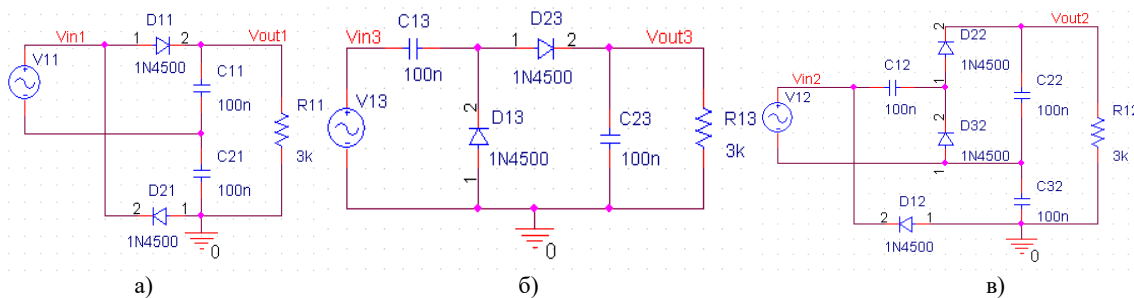 Vin1
D11
1
2
Vout1
1N4500
V11
C11
100n
R11
3k
C21
100n
D21
2
1
1N4500
0
а)
Vin3
C13
100n
D23
1
2
1N4500
Vout3
V13
2
D13
1N4500
1
C23
100n
R13
3k
0
б)
Vin2
V12
C12
100n
2
D22
1N4500
1
2
D32
1N4500
1
Vout2
C22
100n
R12
3k
C32
100n
D12
2
1
1N4500
0
в)